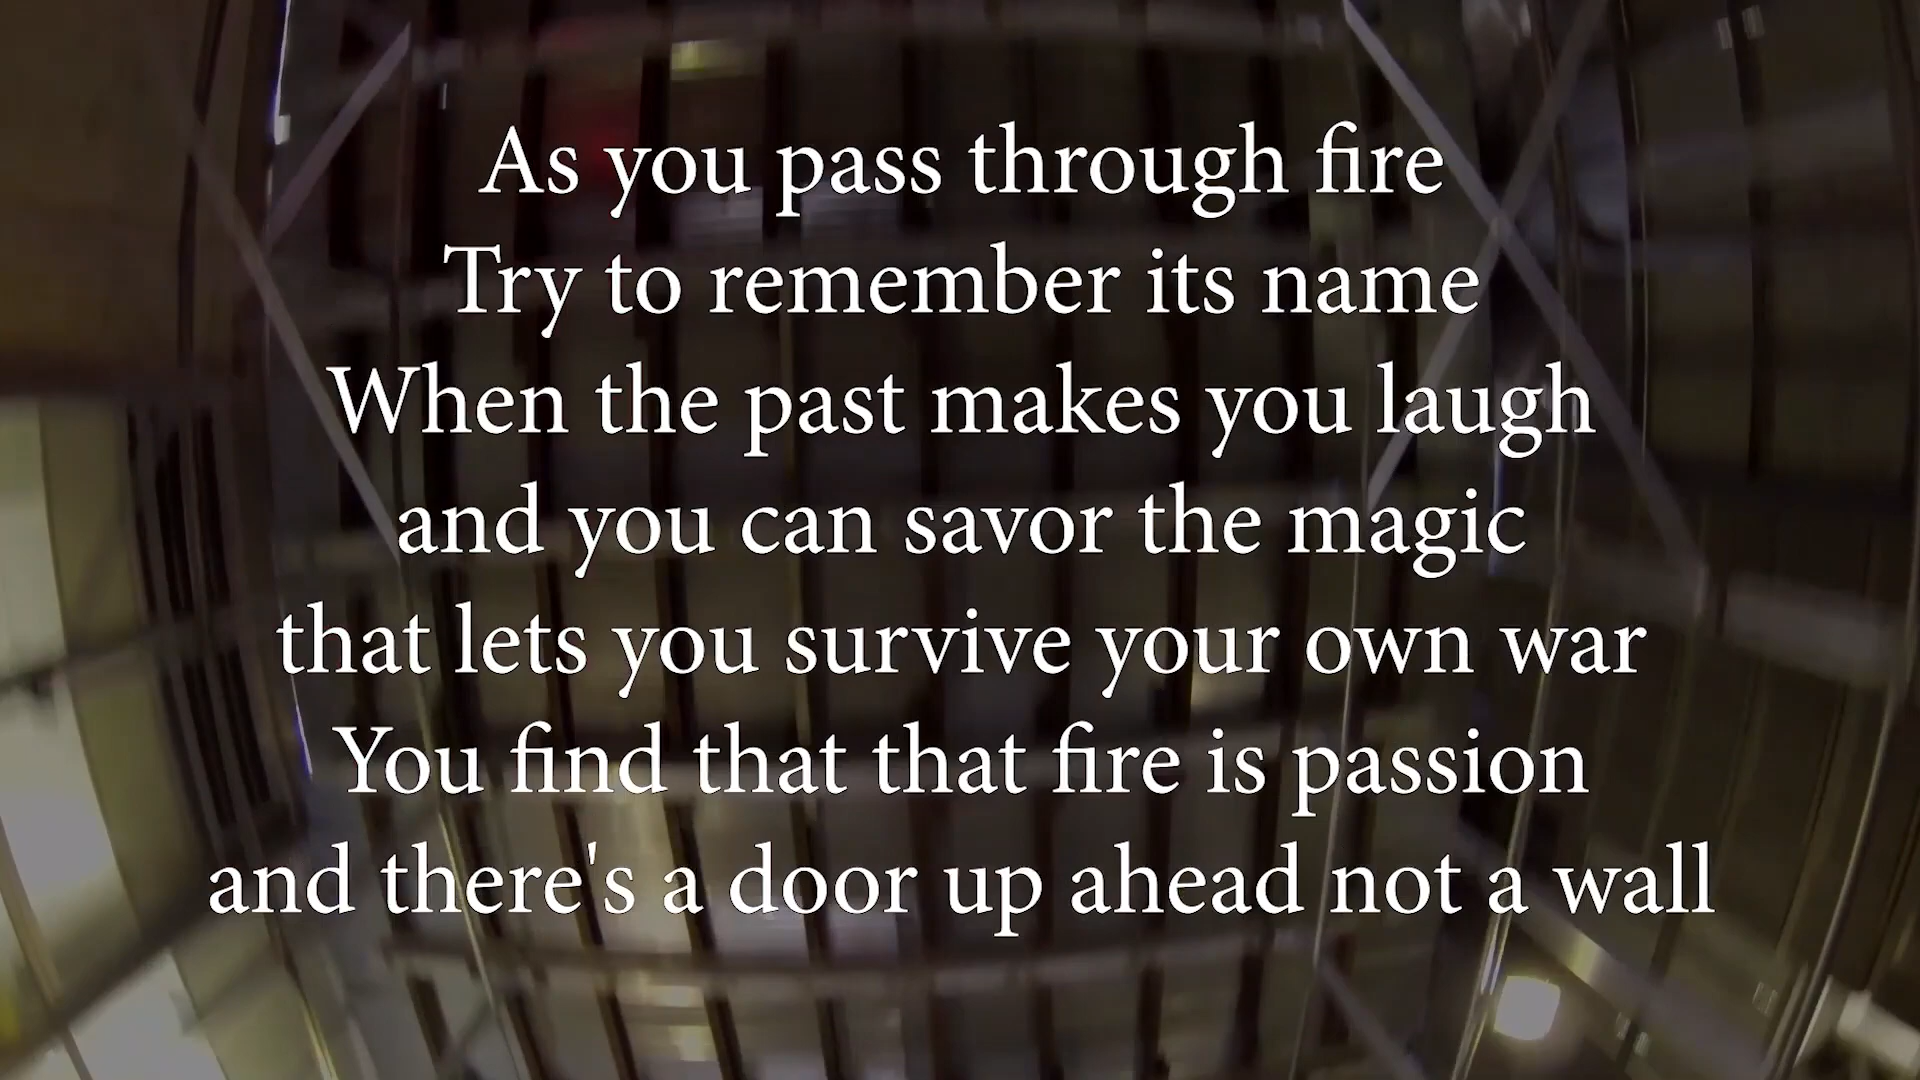 As you pass through fire
Try to remember its name
When the past makes you laugh
and you can savor the magic
that lets you survive your own war
You find that that fire is passion
and there's a door up ahead not a wall